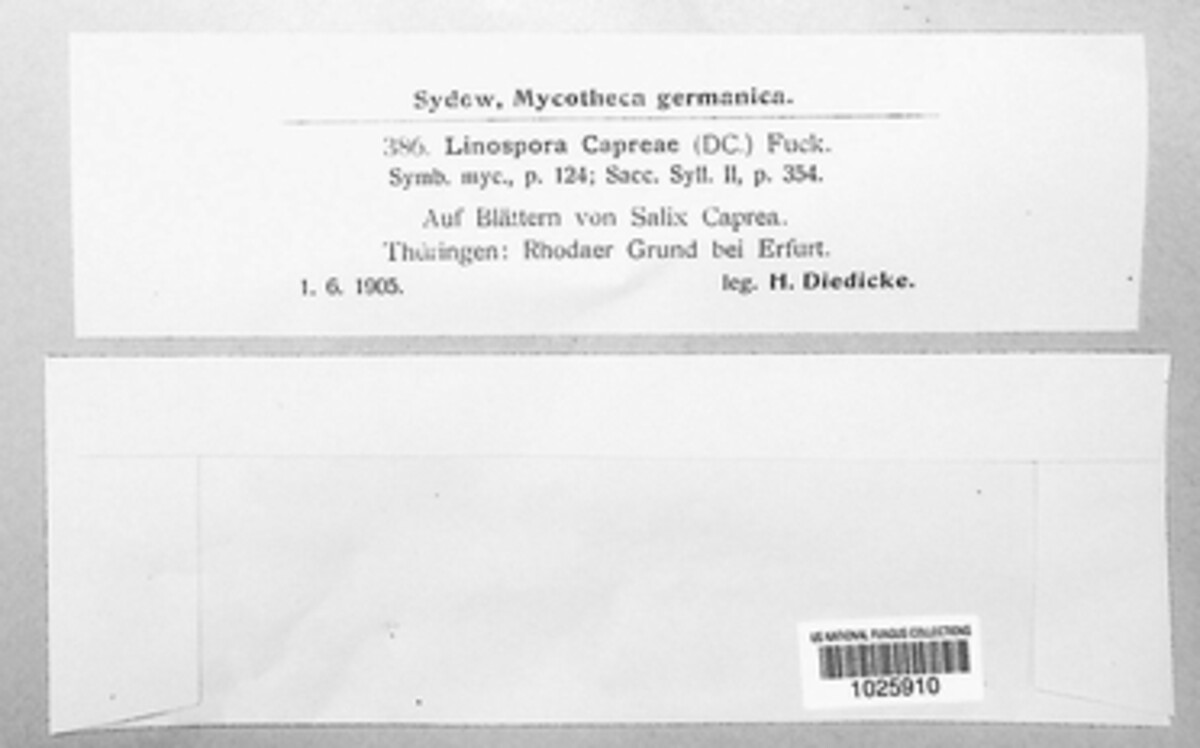 Sydow, Mycotheca germanica.
386. Linospora Capreae (DC.) Fuck.
Symb. myc., p. 124; Sacc. Syll. II, p. 354.
Auf Blättern von Salix Caprea.
Thüringen: Rhodaer Grund bei Erfurt.
1. 6. 1905. leg. H. Diedicke.
US NATIONAL FUNGUS COLLECTIONS
1025910